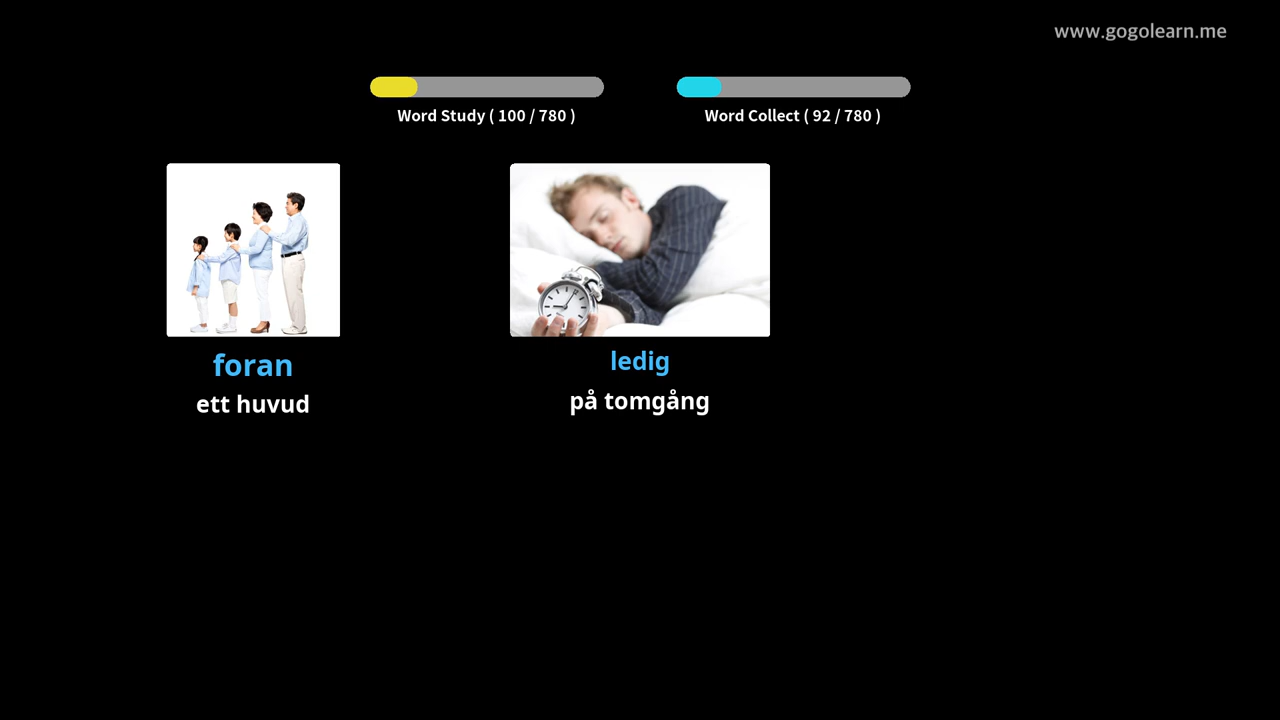 www.gogolearn.me
Word Study ( 100 / 780 )
Word Collect ( 92 / 780 )
foran
ett huvud
ledig
på tomgång